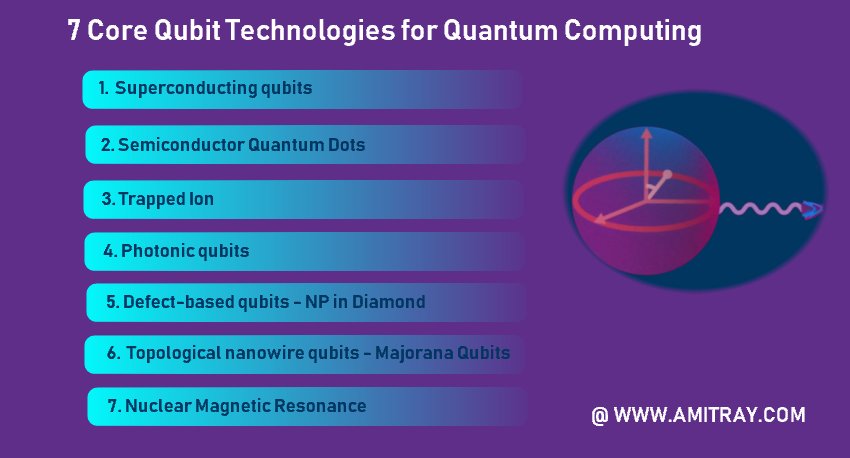 7 Core Qubit Technologies for Quantum Computing
1. Superconducting qubits
2. Semiconductor Quantum Dots
3. Trapped Ion
4. Photonic qubits
5. Defect-based qubits - NP in Diamond
6. Topological nanowire qubits - Majorana Qubits
7. Nuclear Magnetic Resonance
@ WWW.AMITRAY.COM